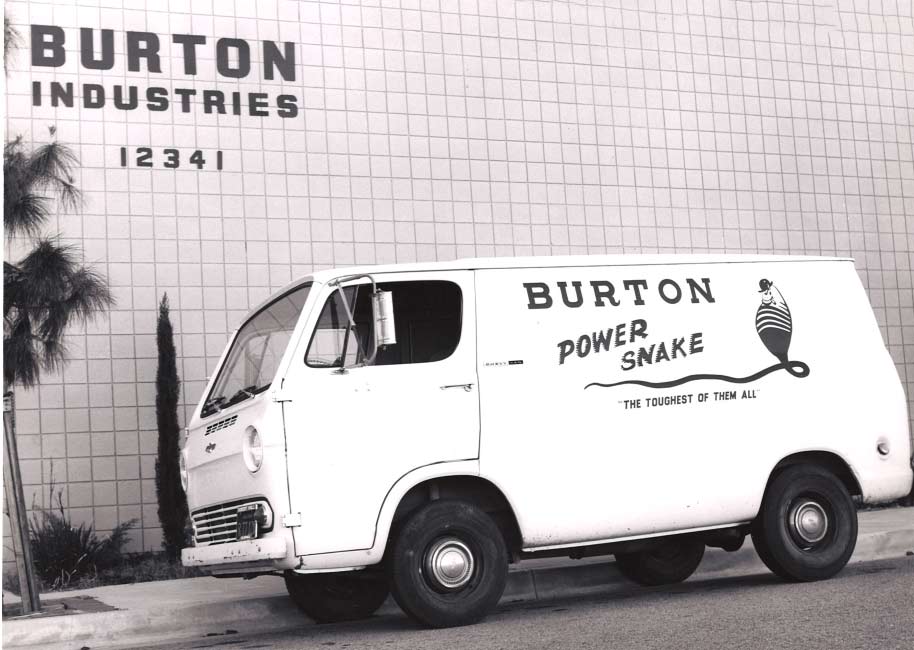 BURTON
INDUSTRIES
12341
BURTON
POWER
SNAKE
"THE TOUGHEST OF THEM ALL"